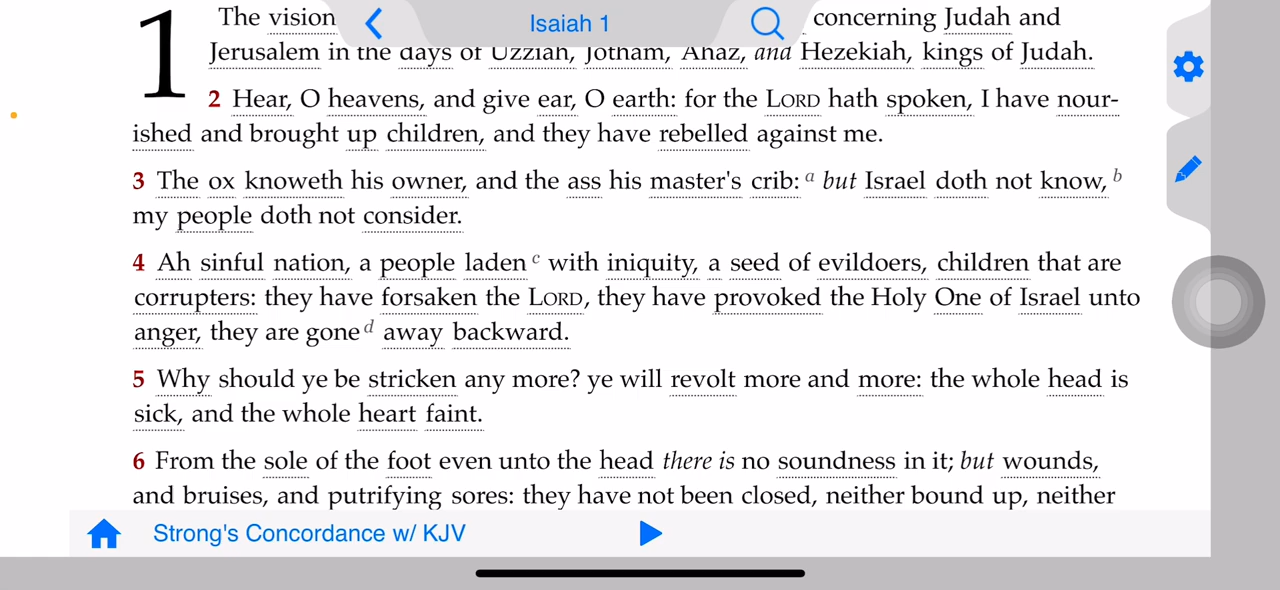 Isaiah 1
1 The vision concerning Judah and
Jerusalem in the days of Uzziah, Jotham, Ahaz, and Hezekiah, kings of Judah.
2 Hear, O heavens, and give ear, O earth: for the LORD hath spoken, I have nour-
ished and brought up children, and they have rebelled against me.
3 The ox knoweth his owner, and the ass his master's crib: a but Israel doth not know, b
my people doth not consider.
4 Ah sinful nation, a people laden c with iniquity, a seed of evildoers, children that are
corrupters: they have forsaken the LORD, they have provoked the Holy One of Israel unto
anger, they are gone d away backward.
5 Why should ye be stricken any more? ye will revolt more and more: the whole head is
sick, and the whole heart faint.
6 From the sole of the foot even unto the head there is no soundness in it; but wounds,
and bruises, and putrifying sores: they have not been closed, neither bound up, neither
Strong's Concordance w/ KJV